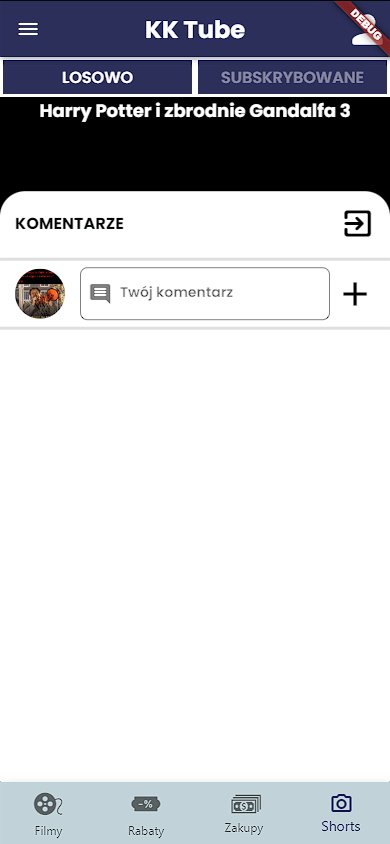 KK Tube
DEBUG
LOSOWO
SUBSKRYBOWANE
Harry Potter i zbrodnie Gandalfa 3
KOMENTARZE
Twój komentarz
-%
$
Filmy
Rabaty
Zakupy
Shorts